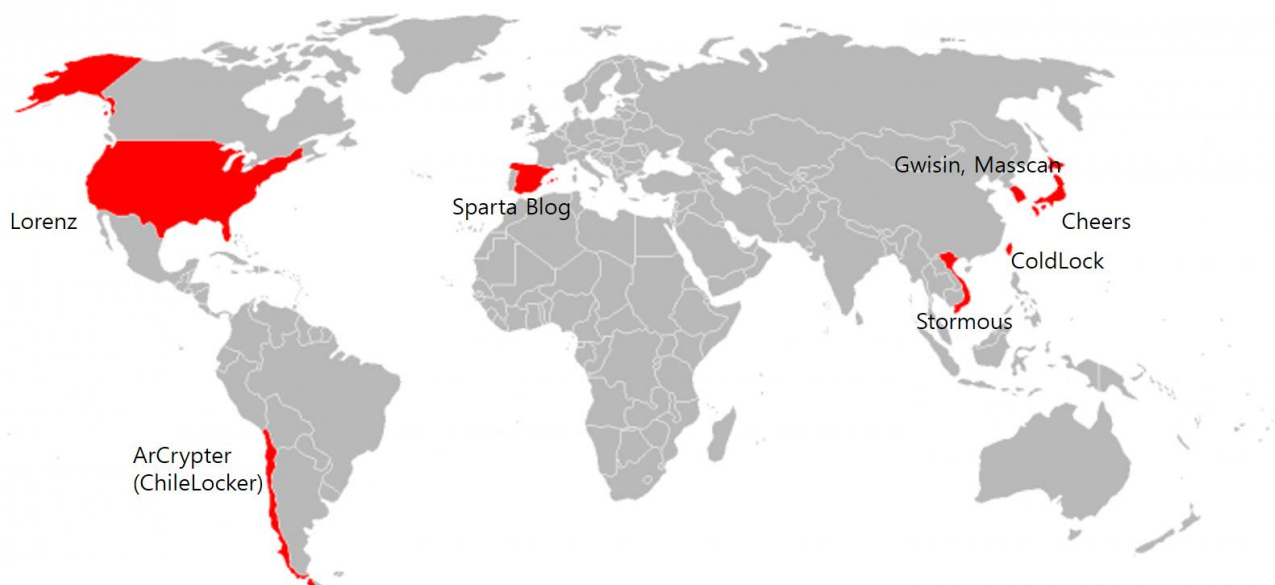 Gwisin, Masscan
Sparta Blog
Lorenz
Cheers
ColdLock
Stormous
ArCrypter
(ChileLocker)